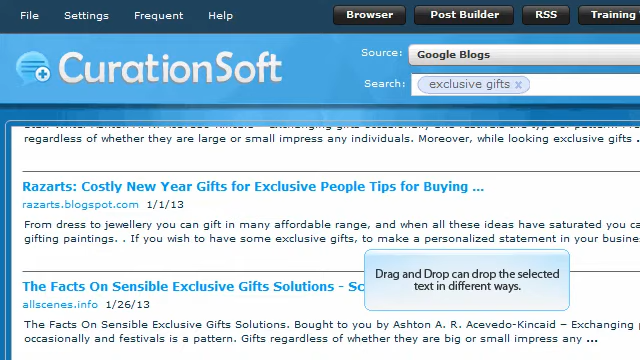 File Settings Frequent Help Browser Post Builder RSS Training
Source: Google Blogs
CurationSoft
Search: exclusive gifts x
regardless of whether they are large or small impress any individuals. Moreover, while looking exclusive gifts ...
Razarts: Costly New Year Gifts for Exclusive People Tips for Buying ...
razarts.blogspot.com 1/1/13
From dress to jewellery you can gift in many affordable range, and when all these ideas have saturated you ca
gifting paintings. . If you wish to have some exclusive gifts, to make a personalized statement in your busine
Drag and Drop can drop the selected
text in different ways.
The Facts On Sensible Exclusive Gifts Solutions - Sc
allscenes.info 1/26/13
The Facts On Sensible Exclusive Gifts Solutions. Bought to you by Ashton A. R. Acevedo-Kincaid – Exchanging
occasionally and festivals is a pattern. Gifts regardless of whether they are big or small impress any ...